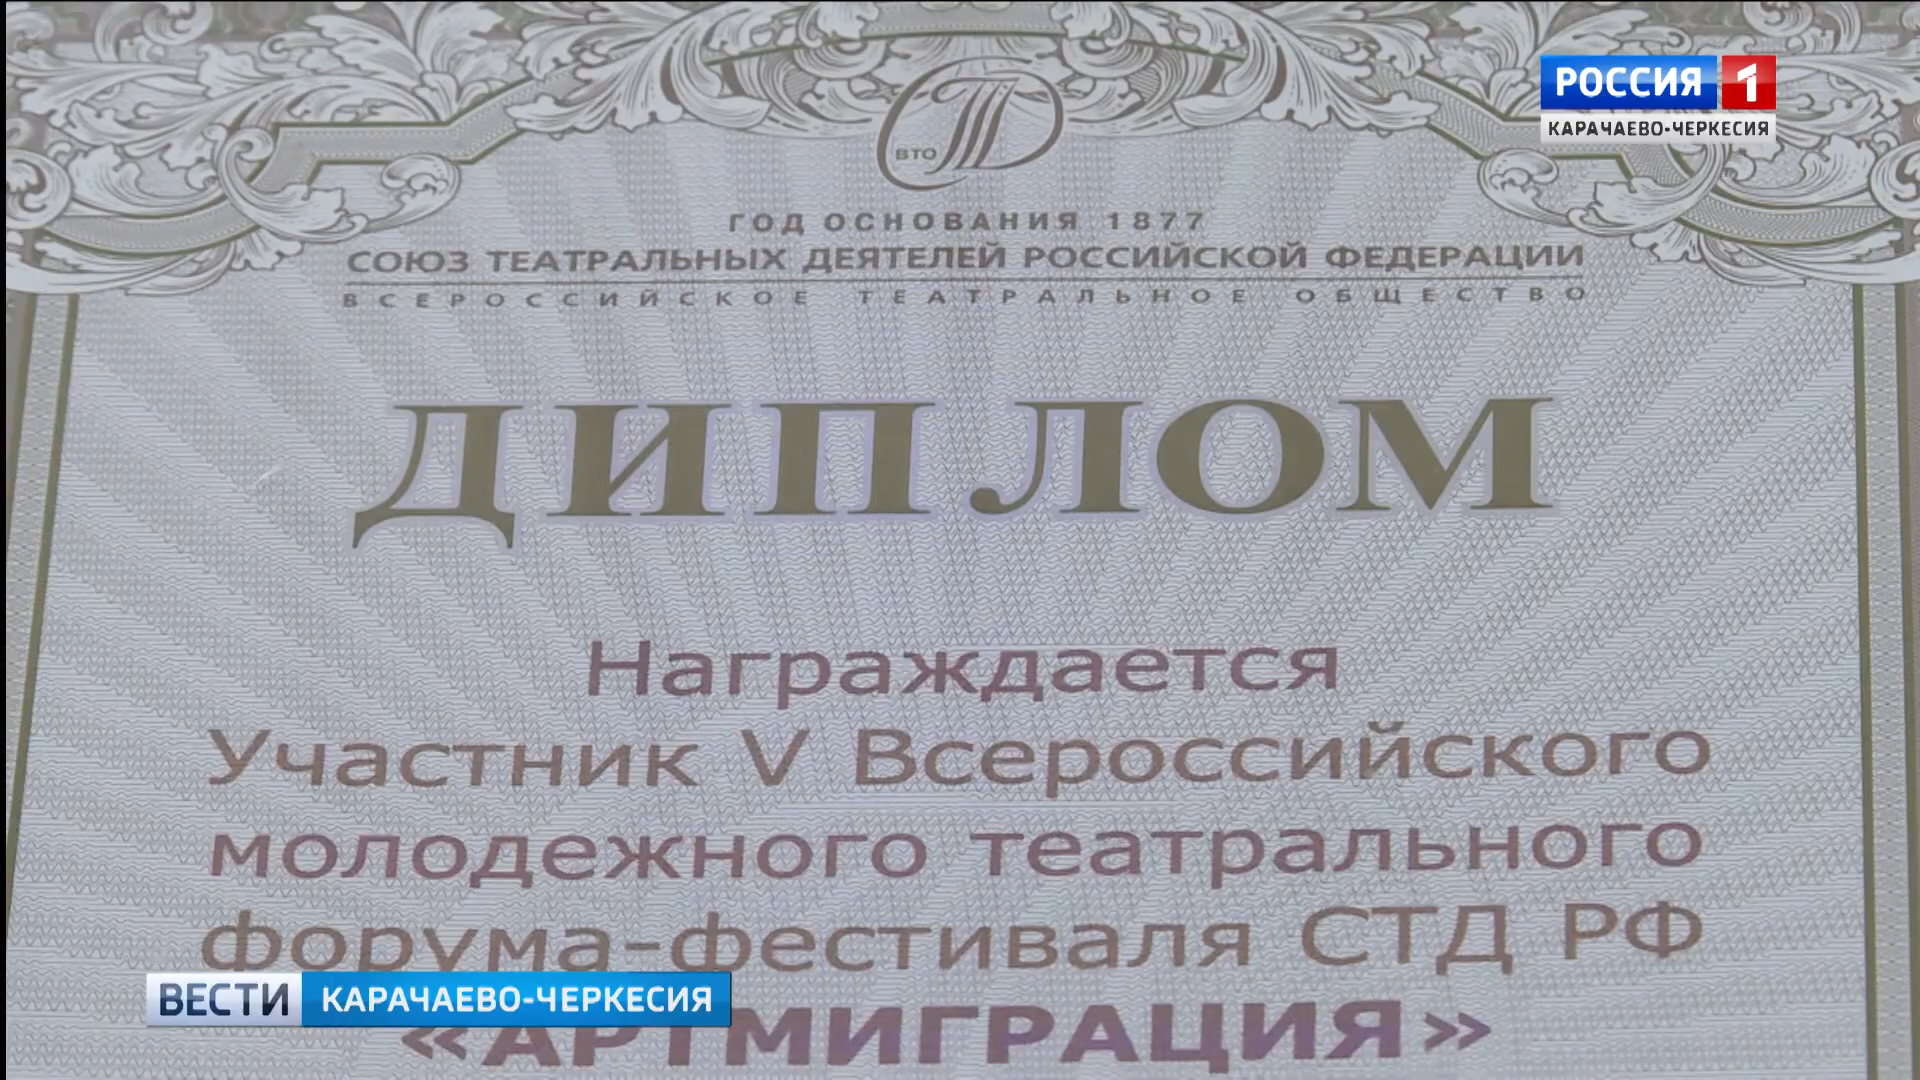 РОССИЯ 1
КАРАЧАЕВО-ЧЕРКЕСИЯ
ВТО
ГОД ОСНОВАНИЯ 1877
СОЮЗ ТЕАТРАЛЬНЫХ ДЕЯТЕЛЕЙ РОССИЙСКОЙ ФЕДЕРАЦИИ
ВСЕРОССИЙСКОЕ ТЕАТРАЛЬНОЕ ОБЩЕСТВО
ДИПЛОМ
Награждается
Участник V Всероссийского
молодежного театрального
форума-фестиваля СТД РФ
«АРТМИГРАЦИЯ»
ВЕСТИ КАРАЧАЕВО-ЧЕРКЕСИЯ